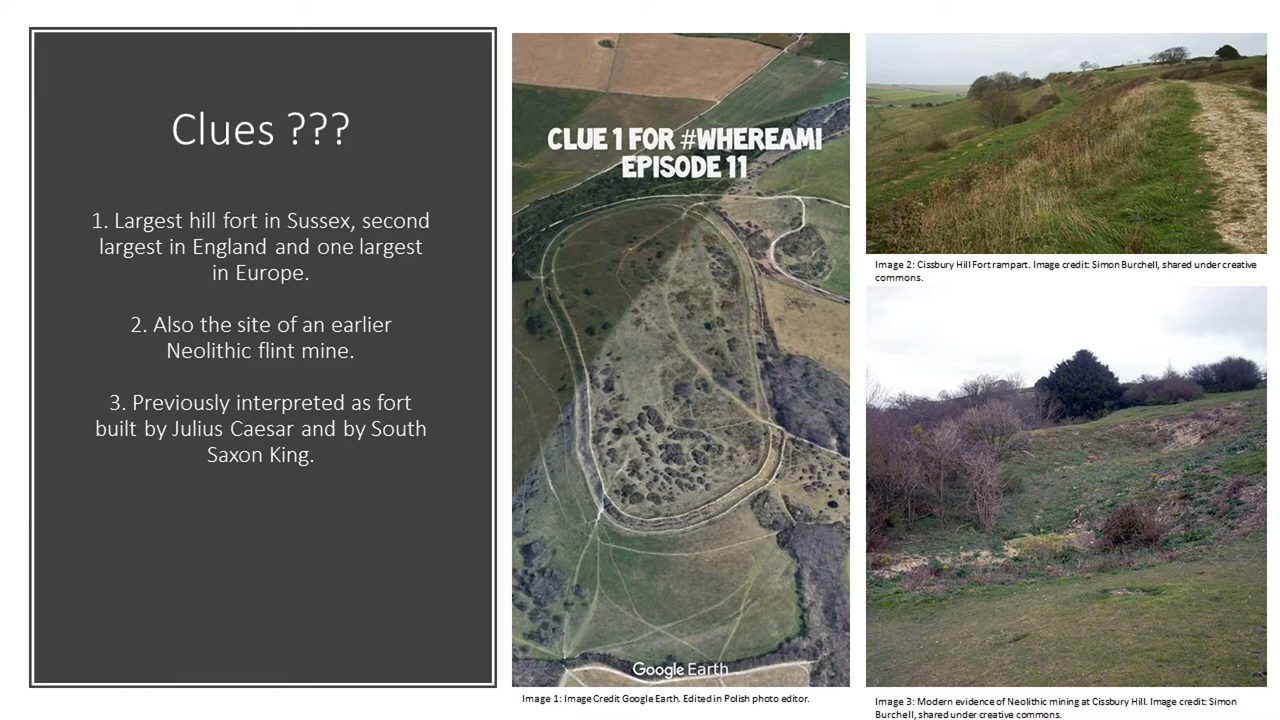 Clues ???
1. Largest hill fort in Sussex, second
largest in England and one largest
in Europe.
2. Also the site of an earlier
Neolithic flint mine.
3. Previously interpreted as fort
built by Julius Caesar and by South
Saxon King.
CLUE 1 FOR #WHEREAMI
EPISODE 11
Google Earth
Image 1: Image Credit Google Earth. Edited in Polish photo editor.
Image 2: Cissbury Hill Fort rampart. Image credit: Simon Burchell, shared under creative
commons.
Image 3: Modern evidence of Neolithic mining at Cissbury Hill. Image credit: Simon
Burchell, shared under creative commons.